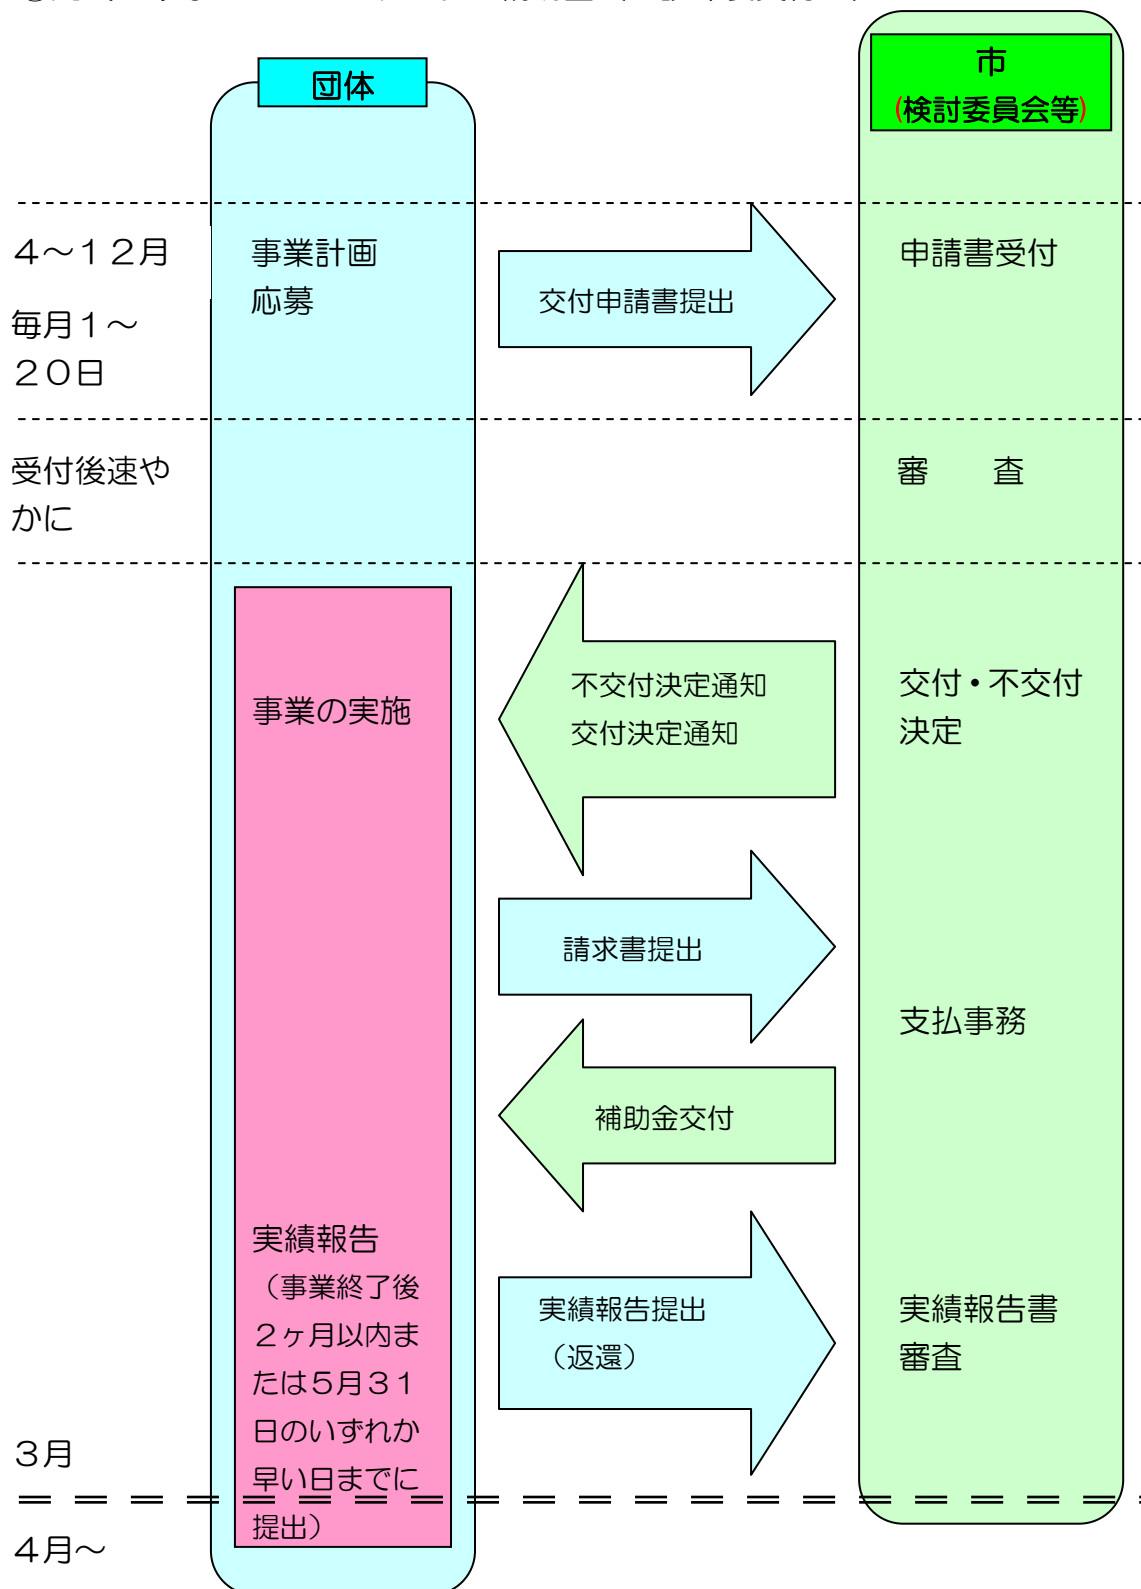 団体
市
(検討委員会等)
４～１２月
毎月１～
２０日
事業計画
応募
交付申請書提出
申請書受付
受付後速や
かに
審　　査
事業の実施
不交付決定通知
交付決定通知
交付・不交付
決定
請求書提出
支払事務
補助金交付
実績報告
（事業終了後
２ヶ月以内ま
たは５月３１
日のいずれか
早い日までに
提出）
実績報告提出
（返還）
実績報告書
審査
３月
４月～